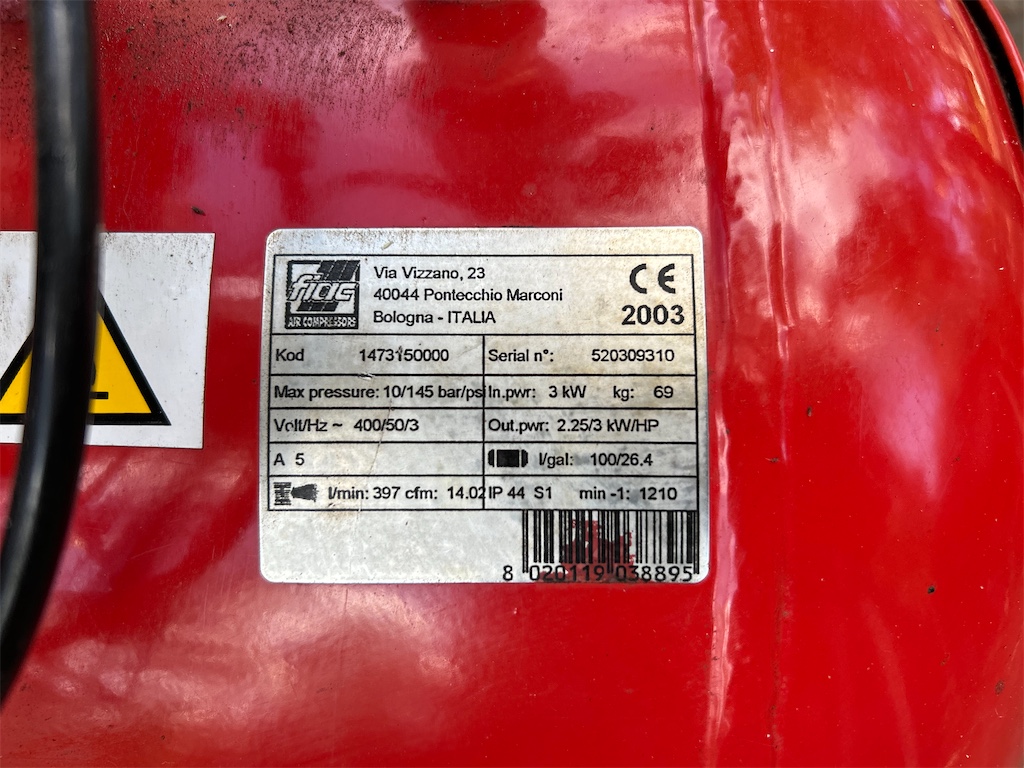 fiac
AIR COMPRESSORS
Via Vizzano, 23
40044 Pontecchio Marconi
Bologna - ITALIA
CE
2003
Kod 1473150000 Serial n°: 520309310
Max pressure: 10/145 bar/psi In.pwr: 3 kW kg: 69
Volt/Hz ~ 400/50/3 Out.pwr: 2.25/3 kW/HP
A 5 l/gal: 100/26.4
l/min: 397 cfm: 14.02 IP 44 S1 min -1: 1210
8 020119 038895